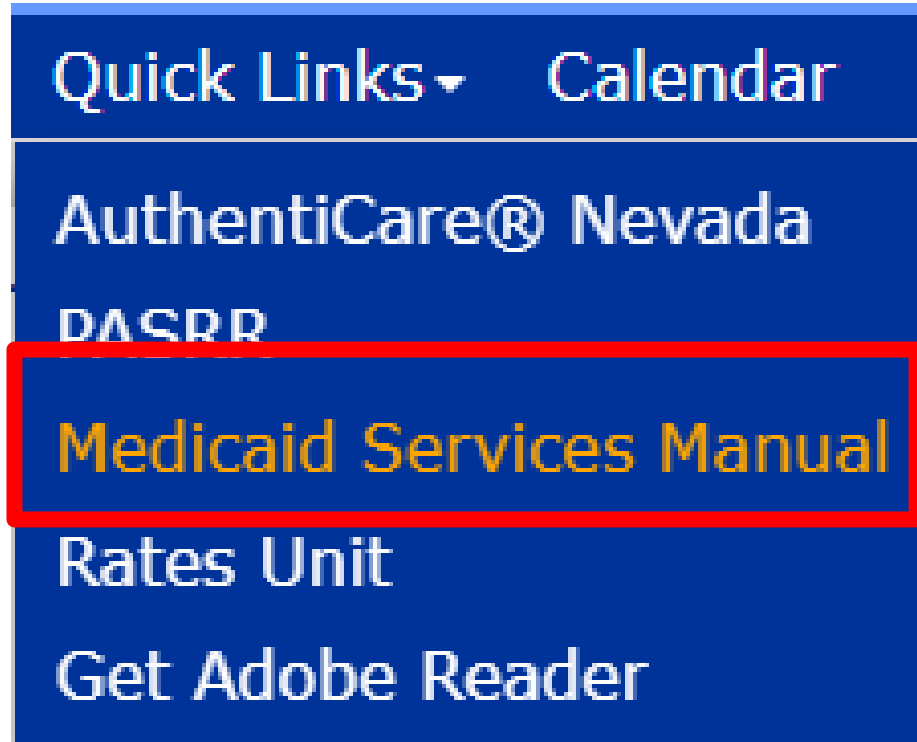 Quick Links Calendar
AuthentiCare® Nevada
PASRR
Medicaid Services Manual
Rates Unit
Get Adobe Reader